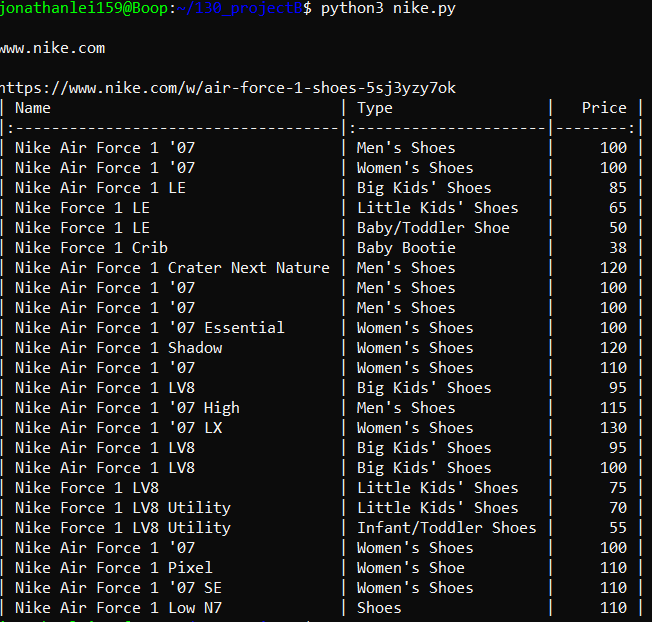 jonathanlei159@Boop:~/130_projectB$ python3 nike.py
www.nike.com
https://www.nike.com/w/air-force-1-shoes-5sj3yzy7ok
| Name | Type | Price |
|:------------------------------------|:---------------------|--------:|
| Nike Air Force 1 '07 | Men's Shoes | 100 |
| Nike Air Force 1 '07 | Women's Shoes | 100 |
| Nike Air Force 1 LE | Big Kids' Shoes | 85 |
| Nike Force 1 LE | Little Kids' Shoes | 65 |
| Nike Force 1 LE | Baby/Toddler Shoe | 50 |
| Nike Force 1 Crib | Baby Bootie | 38 |
| Nike Air Force 1 Crater Next Nature | Men's Shoes | 120 |
| Nike Air Force 1 '07 | Men's Shoes | 100 |
| Nike Air Force 1 '07 | Men's Shoes | 100 |
| Nike Air Force 1 '07 Essential | Women's Shoes | 100 |
| Nike Air Force 1 Shadow | Women's Shoes | 120 |
| Nike Air Force 1 '07 | Women's Shoes | 110 |
| Nike Air Force 1 LV8 | Big Kids' Shoes | 95 |
| Nike Air Force 1 '07 High | Men's Shoes | 115 |
| Nike Air Force 1 '07 LX | Women's Shoes | 130 |
| Nike Air Force 1 LV8 | Big Kids' Shoes | 95 |
| Nike Air Force 1 LV8 | Big Kids' Shoes | 100 |
| Nike Force 1 LV8 | Little Kids' Shoes | 75 |
| Nike Force 1 LV8 Utility | Little Kids' Shoes | 70 |
| Nike Force 1 LV8 Utility | Infant/Toddler Shoes | 55 |
| Nike Air Force 1 '07 | Women's Shoes | 100 |
| Nike Air Force 1 Pixel | Women's Shoe | 110 |
| Nike Air Force 1 '07 SE | Women's Shoes | 110 |
| Nike Air Force 1 Low N7 | Shoes | 110 |